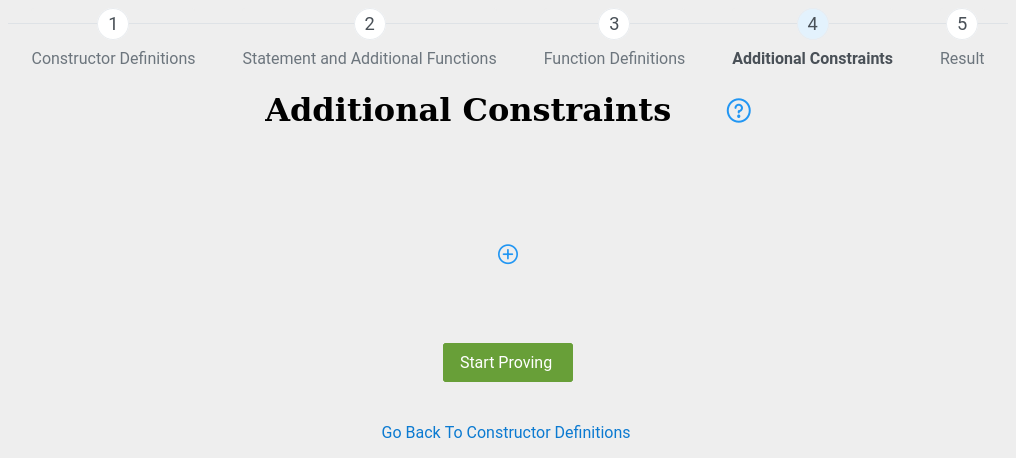 1 2 3 4 5
Constructor Definitions Statement and Additional Functions Function Definitions Additional Constraints Result
Additional Constraints ?
Start Proving
Go Back To Constructor Definitions